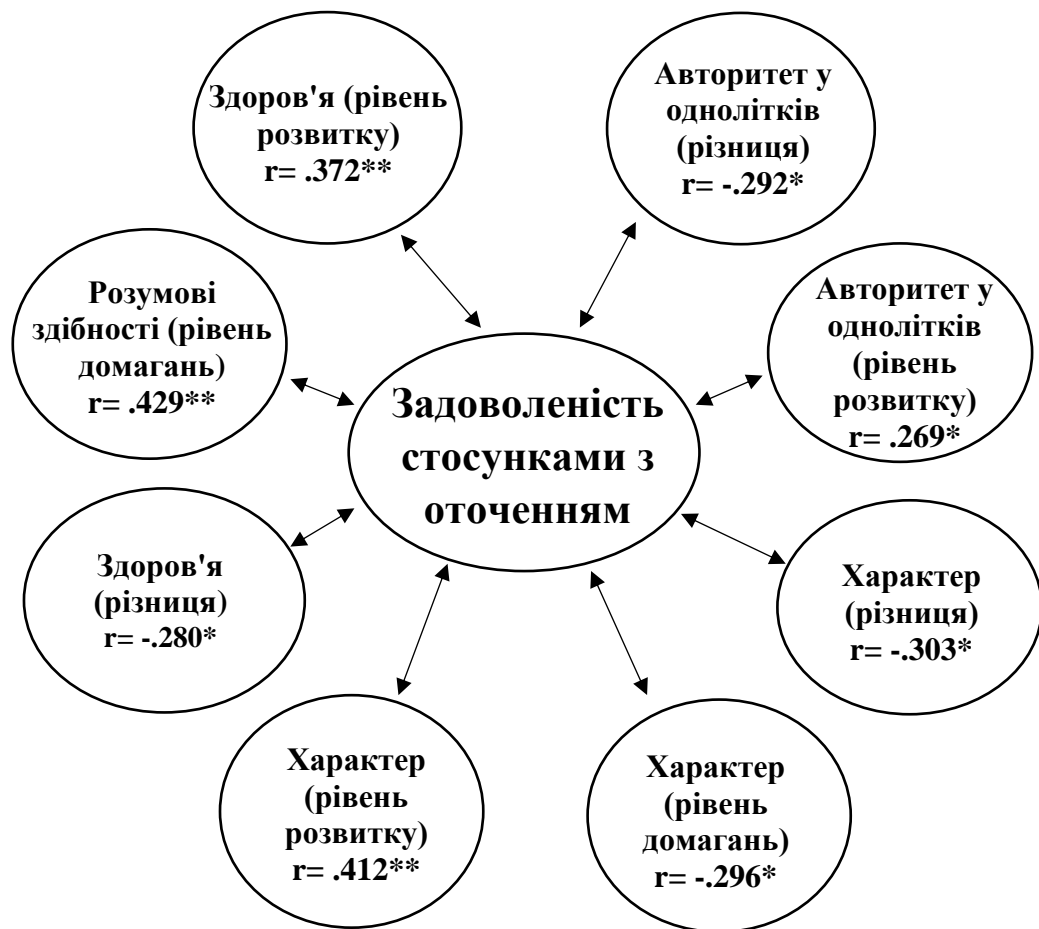 Здоров'я (рівень
розвитку)
r= .372**
Авторитет у
однолітків
(різниця)
r= -.292*
Розумові
здібності (рівень
домагань)
r= .429**
Авторитет у
однолітків
(рівень
розвитку)
r= .269*
Задоволеність
стосунками з
оточенням
Здоров'я
(різниця)
r= -.280*
Характер
(різниця)
r= -.303*
Характер
(рівень
розвитку)
r= .412**
Характер
(рівень
домагань)
r= -.296*